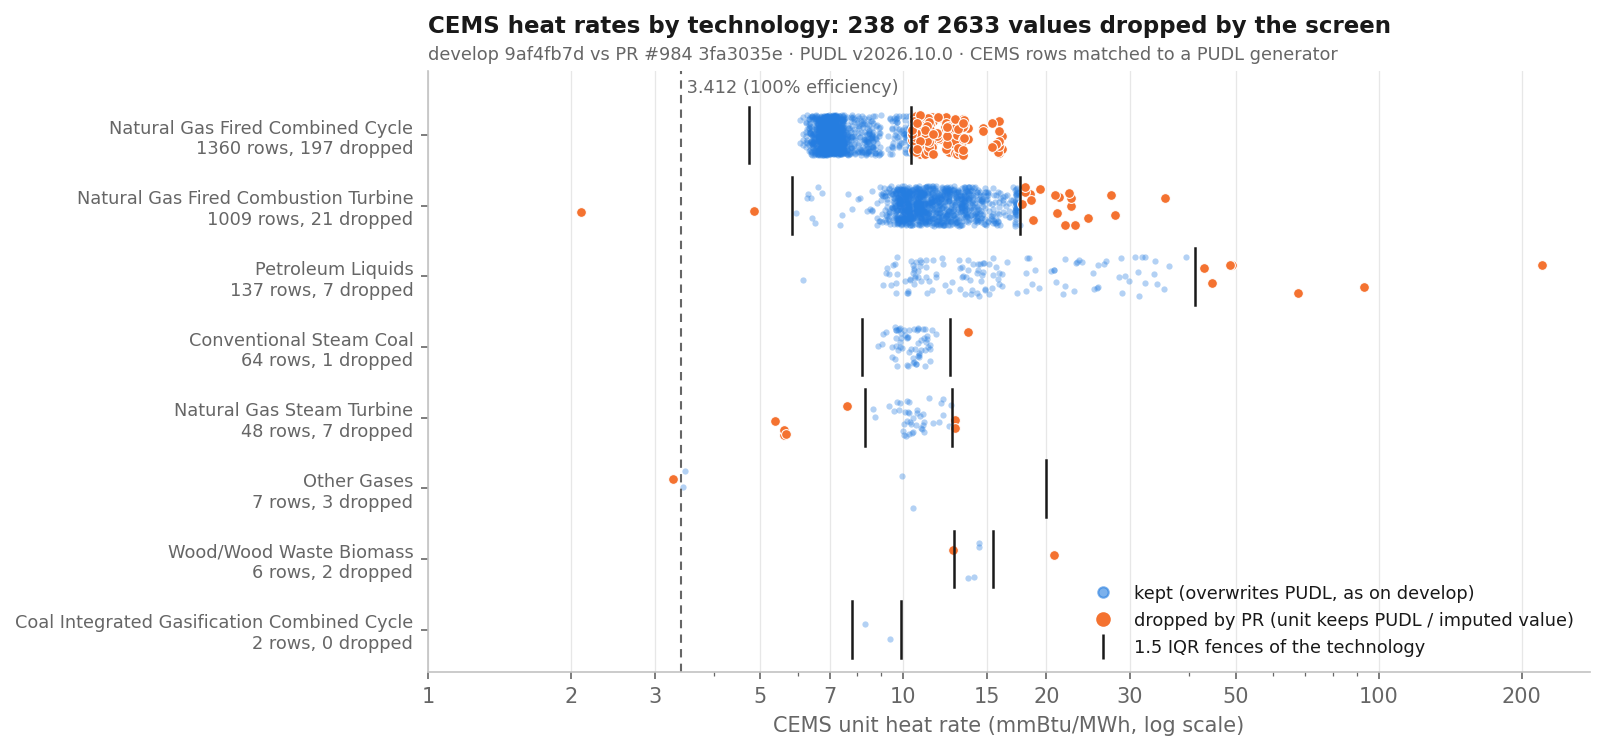 CEMS heat rates by technology: 238 of 2633 values dropped by the screen
develop 9af4fb7d vs PR #984 3fa3035e · PUDL v2026.10.0 · CEMS rows matched to a PUDL generator
3.412 (100% efficiency)
Natural Gas Fired Combined Cycle
1360 rows, 197 dropped
Natural Gas Fired Combustion Turbine
1009 rows, 21 dropped
Petroleum Liquids
137 rows, 7 dropped
Conventional Steam Coal
64 rows, 1 dropped
Natural Gas Steam Turbine
48 rows, 7 dropped
Other Gases
7 rows, 3 dropped
Wood/Wood Waste Biomass
6 rows, 2 dropped
Coal Integrated Gasification Combined Cycle
2 rows, 0 dropped
kept (overwrites PUDL, as on develop)
dropped by PR (unit keeps PUDL / imputed value)
1.5 IQR fences of the technology
1 2 3 5 7 10 15 20 30 50 100 200
CEMS unit heat rate (mmBtu/MWh, log scale)